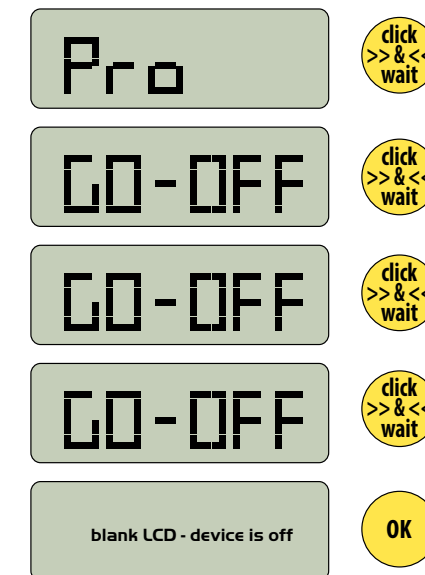 Pro
click
>> & <<
wait
GO-OFF
click
>> & <<
wait
GO-OFF
click
>> & <<
wait
GO-OFF
click
>> & <<
wait
blank LCD - device is off
OK